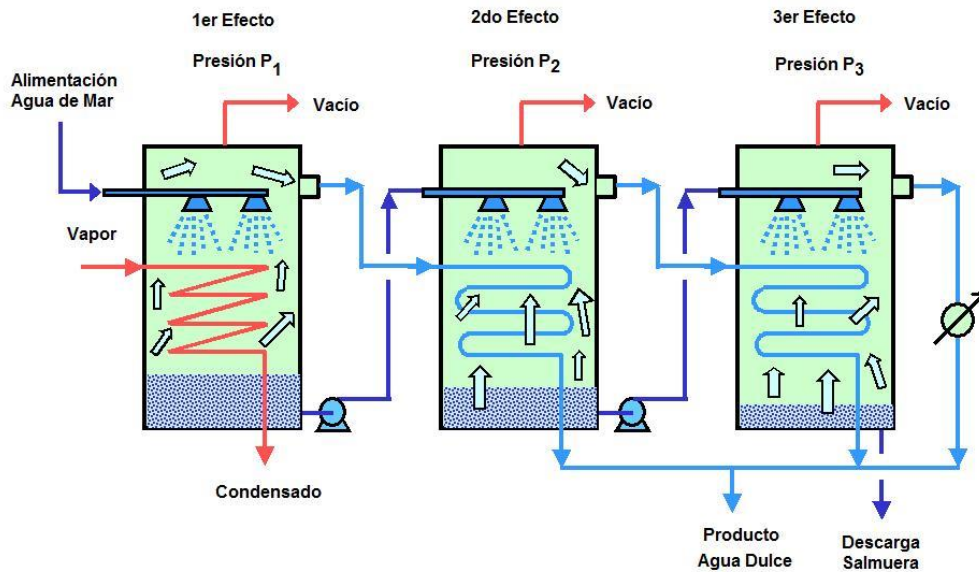 1er Efecto
2do Efecto
3er Efecto
Presión P1
Presión P2
Presión P3
Alimentación
Agua de Mar
Vacío
Vacío
Vacío
Vapor
Condensado
Producto
Agua Dulce
Descarga
Salmuera